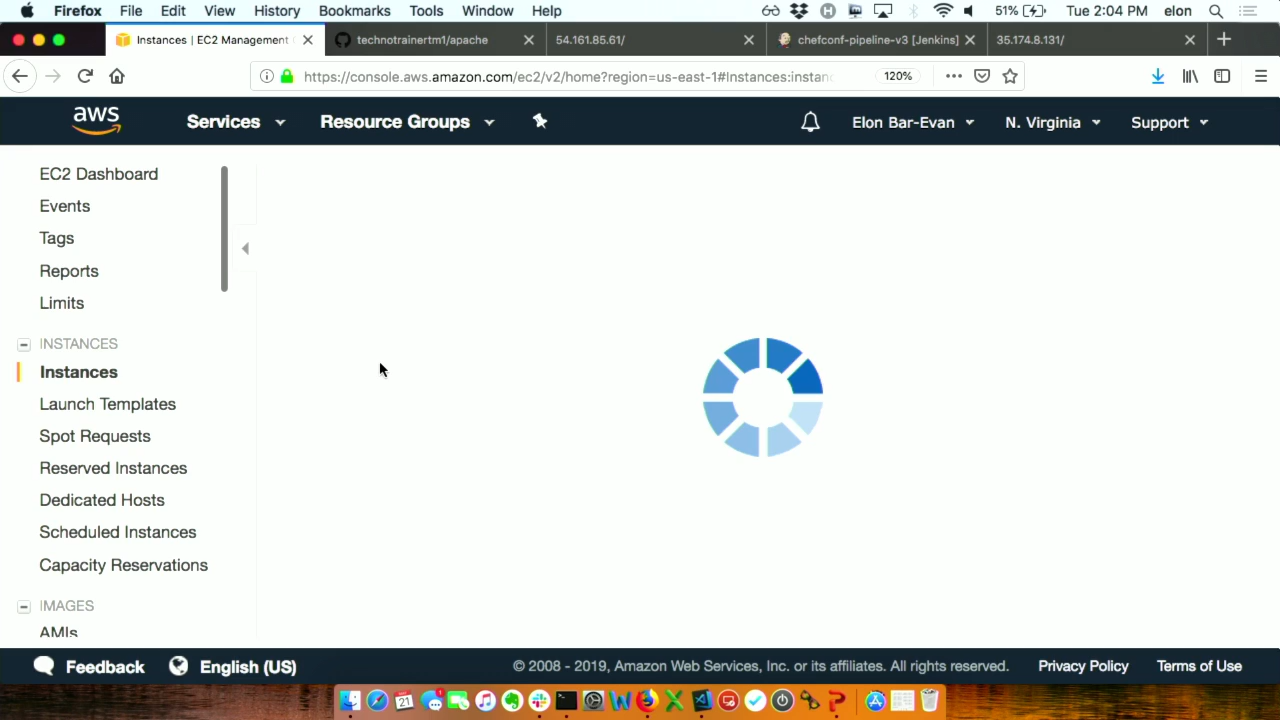 Firefox File Edit View History Bookmarks Tools Window Help 51% Tue 2:04 PM elon
Instances | EC2 Management technotrainertm1/apache 54.161.85.61/ chefconf-pipeline-v3 [Jenkins] 35.174.8.131/
https://console.aws.amazon.com/ec2/v2/home?region=us-east-1#Instances:instanc 120%
aws Services Resource Groups Elon Bar-Evan N. Virginia Support
EC2 Dashboard
Events
Tags
Reports
Limits
INSTANCES
Instances
Launch Templates
Spot Requests
Reserved Instances
Dedicated Hosts
Scheduled Instances
Capacity Reservations
IMAGES
AMIs
Feedback English (US) © 2008 - 2019, Amazon Web Services, Inc. or its affiliates. All rights reserved. Privacy Policy Terms of Use
21 1